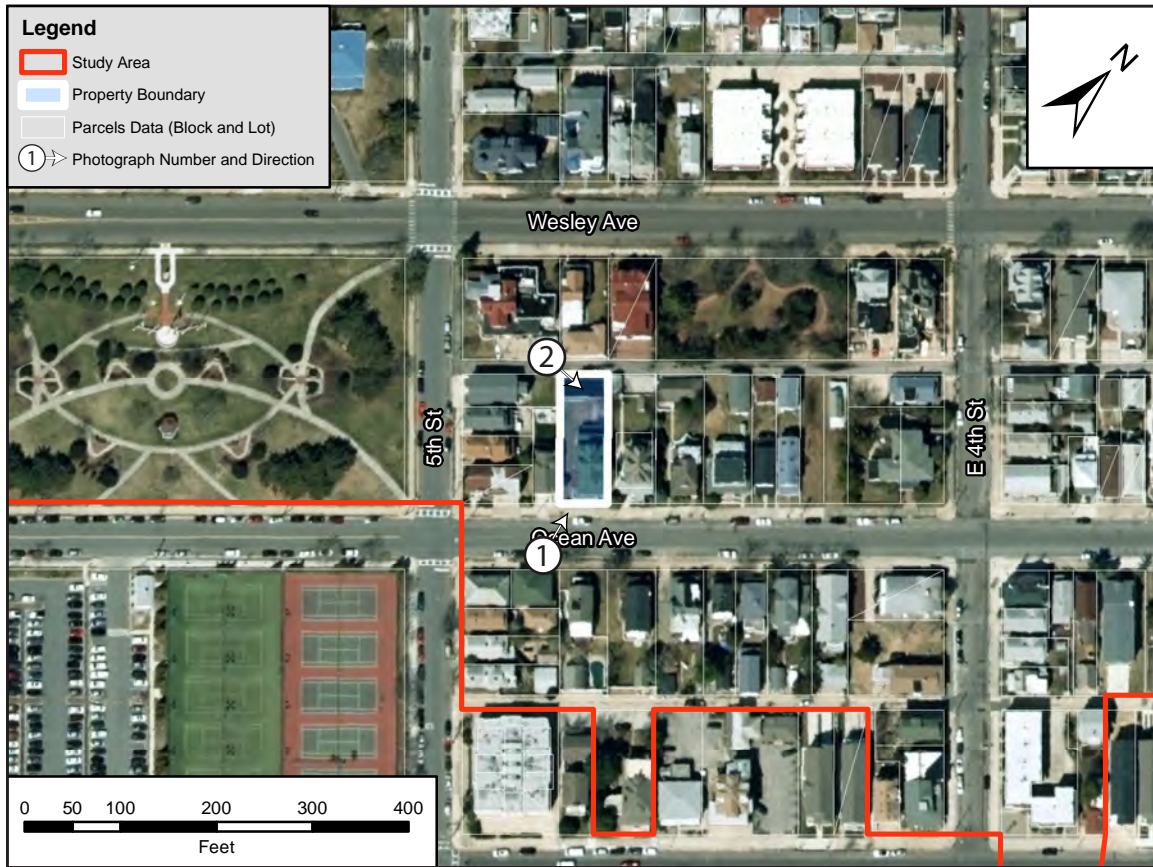 Legend
Study Area
Property Boundary
Parcels Data (Block and Lot)
1 Photograph Number and Direction
N
Wesley Ave
2
5th St
E 4th St
Ocean Ave
1
0 50 100 200 300 400
Feet